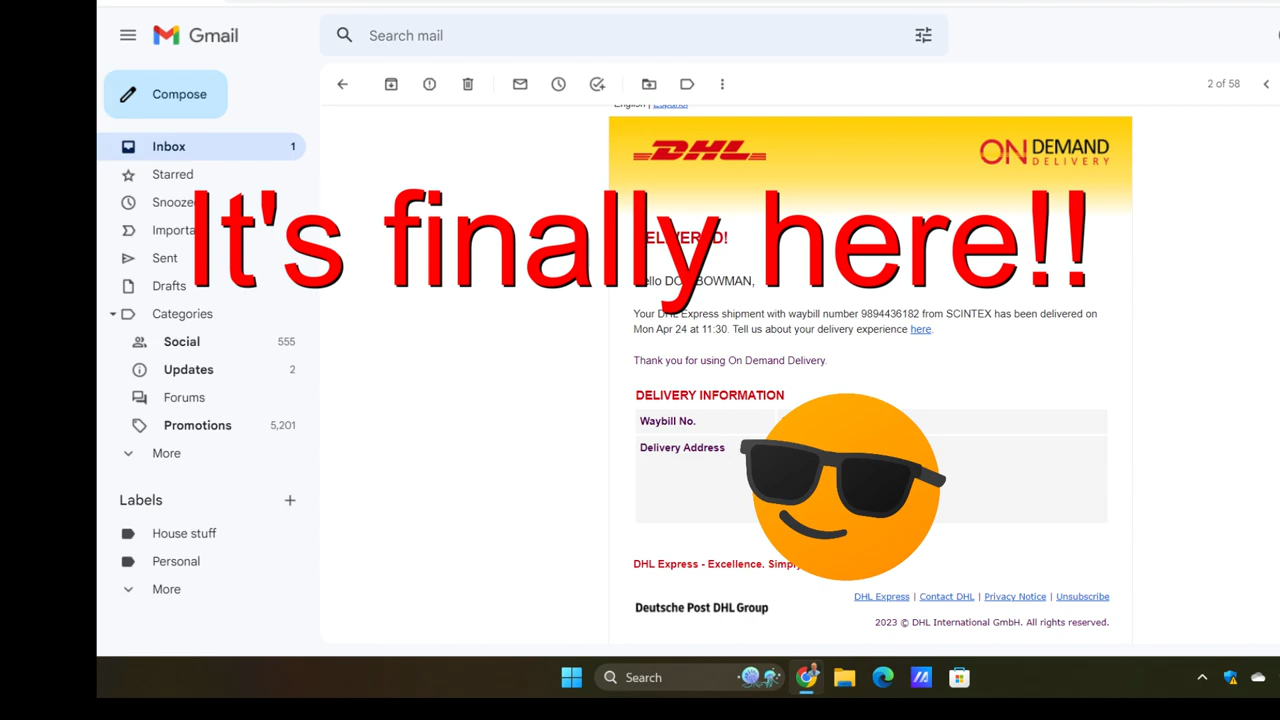 Gmail
Search mail
Compose
2 of 58
Inbox 1
Starred
Snoozed
Sent
Drafts
Categories
Social 555
Updates 2
Forums
Promotions 5,201
More
Labels
House stuff
Personal
More
English | Español
DHL
ON DEMAND
DELIVERY
It's finally here!!
BOWMAN,
Your DHL Express shipment with waybill number 9894436182 from SCINTEX has been delivered on
Mon Apr 24 at 11:30. Tell us about your delivery experience here.
Thank you for using On Demand Delivery.
DELIVERY INFORMATION
Waybill No.
Delivery Address
DHL Express - Excellence.
Deutsche Post DHL Group
DHL Express | Contact DHL | Privacy Notice | Unsubscribe
2023 © DHL International GmbH. All rights reserved.
Search